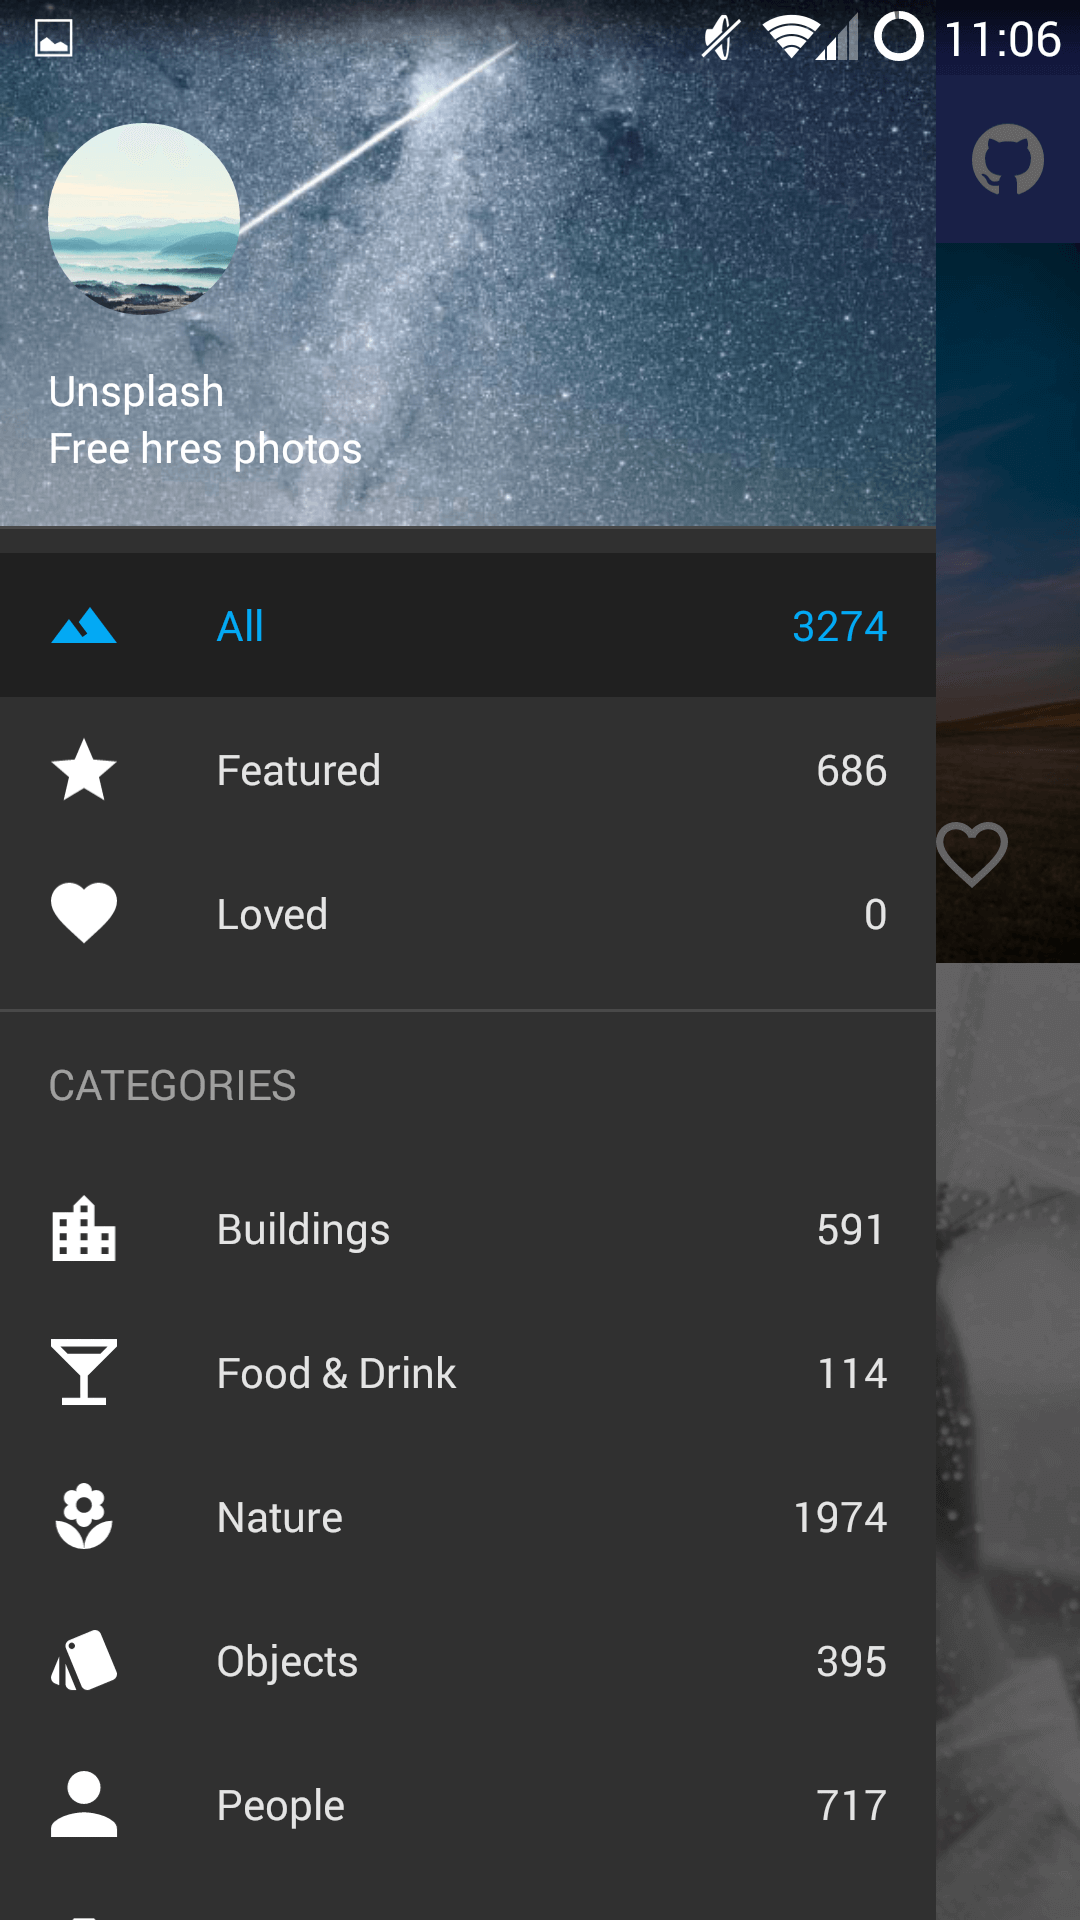 11:06
Unsplash
Free hres photos
All 3274
Featured 686
Loved 0
CATEGORIES
Buildings 591
Food & Drink 114
Nature 1974
Objects 395
People 717